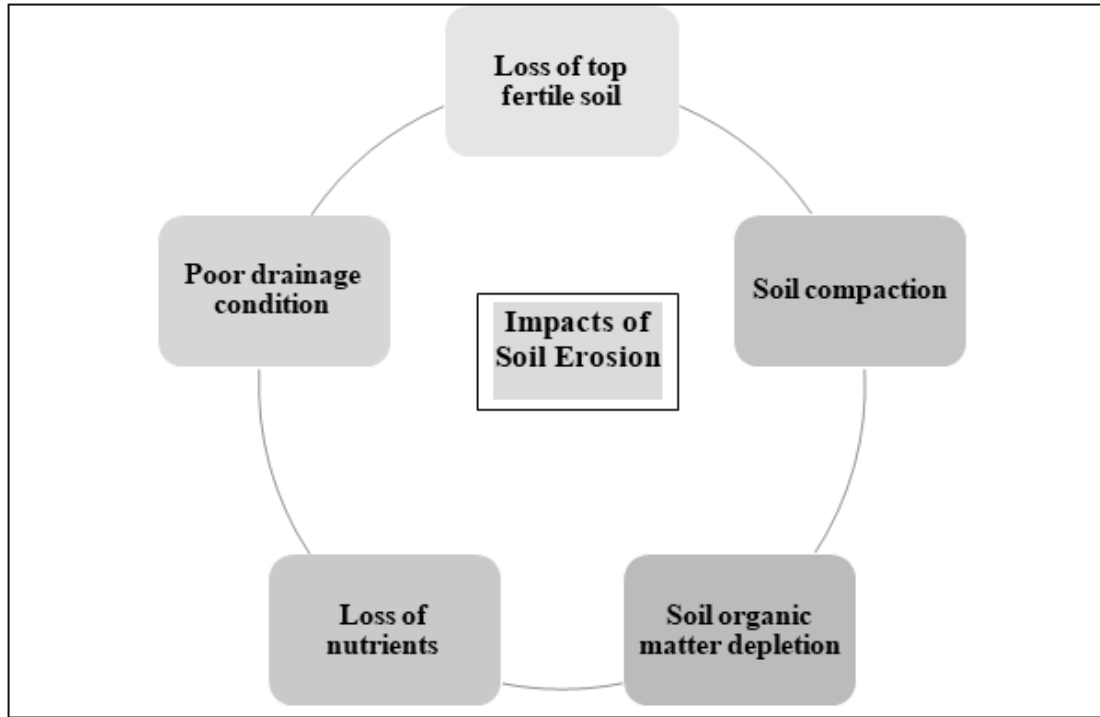 Loss of top
fertile soil
Poor drainage
condition
Soil compaction
Impacts of
Soil Erosion
Loss of
nutrients
Soil organic
matter depletion